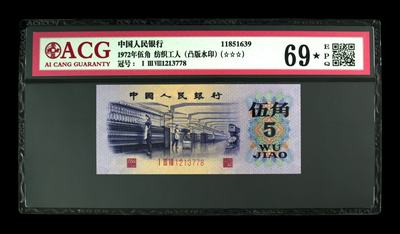 ACG
AI CANG GUARANTY
中国人民银行 11851639
1972年伍角 纺织工人（凸版水印）(☆☆☆)
冠号： I III VIII 1213778
69★
EPQ
中国人民银行
伍角
5
WU
JIAO
I III VIII 1213778